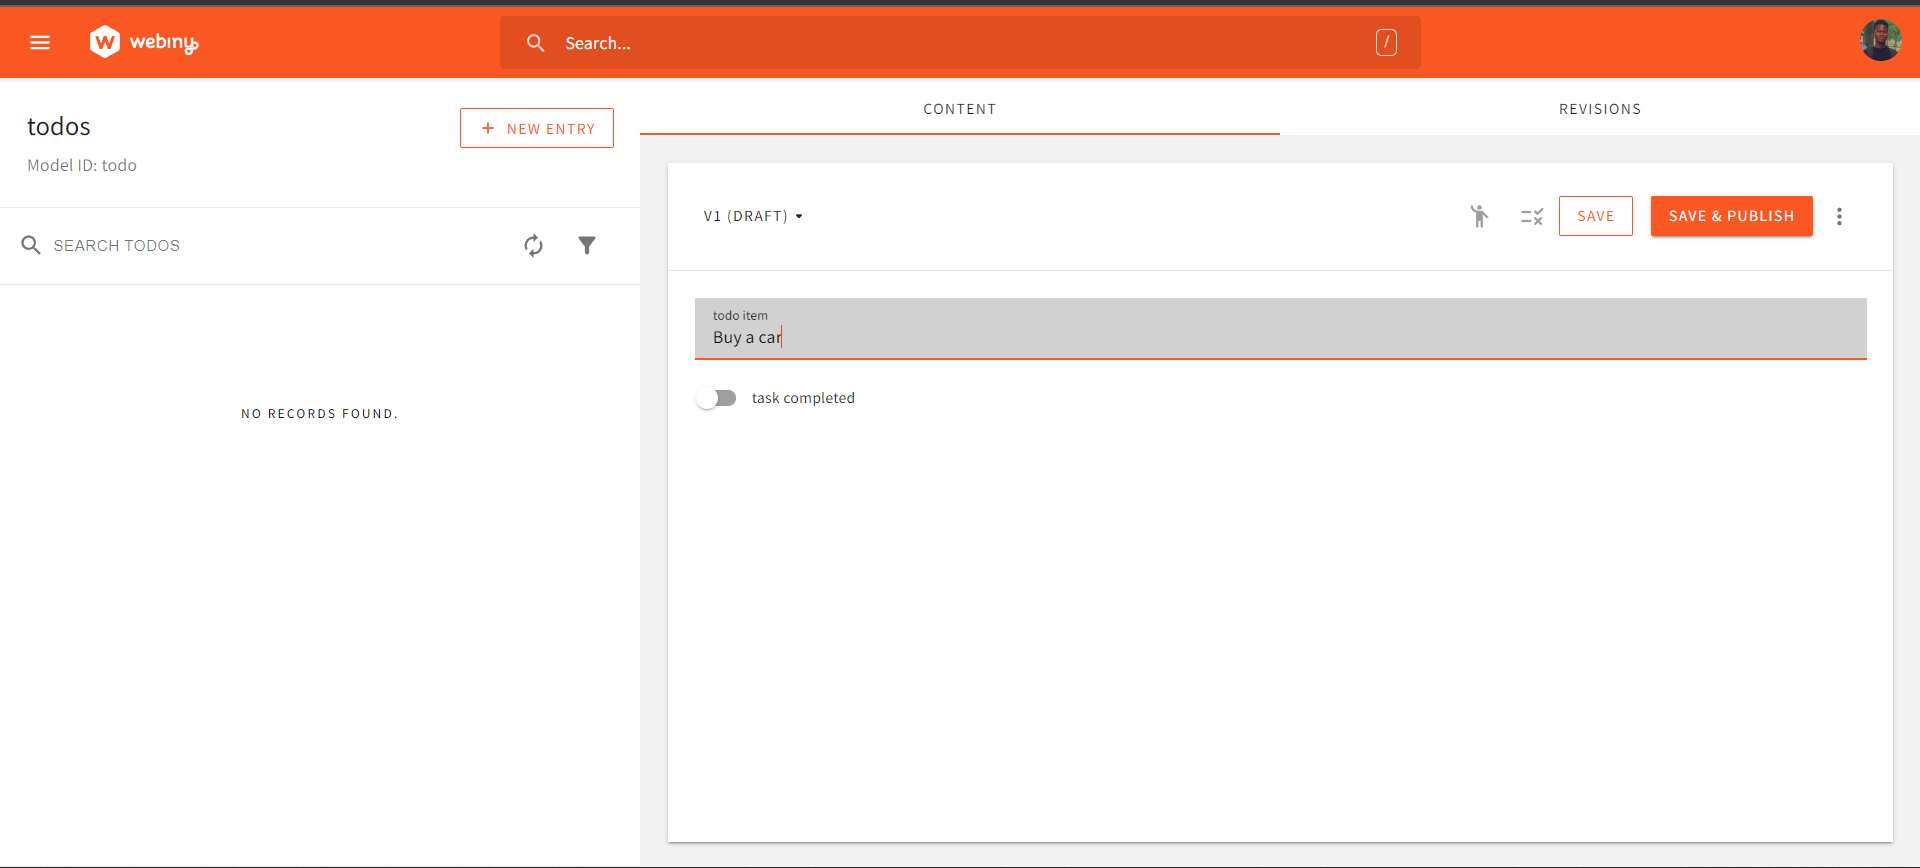 webiny
Search...
/
todos
NEW ENTRY
Model ID: todo
SEARCH TODOS
NO RECORDS FOUND.
CONTENT
REVISIONS
V1 (DRAFT)
SAVE
SAVE & PUBLISH
todo item
Buy a car
task completed